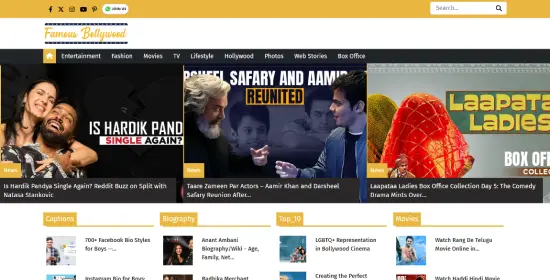 JOIN US
Search...
Famous Bollywood
Entertainment Fashion Movies TV Lifestyle Hollywood Photos Web Stories Box Office
IS HARDIK PAND
SINGLE AGAIN?
News
Is Hardik Pandya Single Again? Reddit Buzz on Split with
Natasa Stankovic
RSHEEL SAFARY AND AAMIR
REUNITED
News
Taare Zameen Par Actors – Aamir Khan and Darsheel
Safary Reunion After...
LAAPATAA
LADIES
BOX OFFI
COLLECTION
News
Laapataa Ladies Box Office Collection Day 5: The Comedy
Drama Mints Over...
Captions
700+ Facebook Bio Styles
for Boys —...
Instagram Bio for Boys:
Biography
Anant Ambani
Biography/Wiki – Age,
Family, Net...
Radhika Merchant
Top_10
LGBTQ+ Representation
in Bollywood Cinema
Creating the Perfect
Movies
Watch Rang De Telugu
Movie Online in...
Watch Haddi Hindi Movie